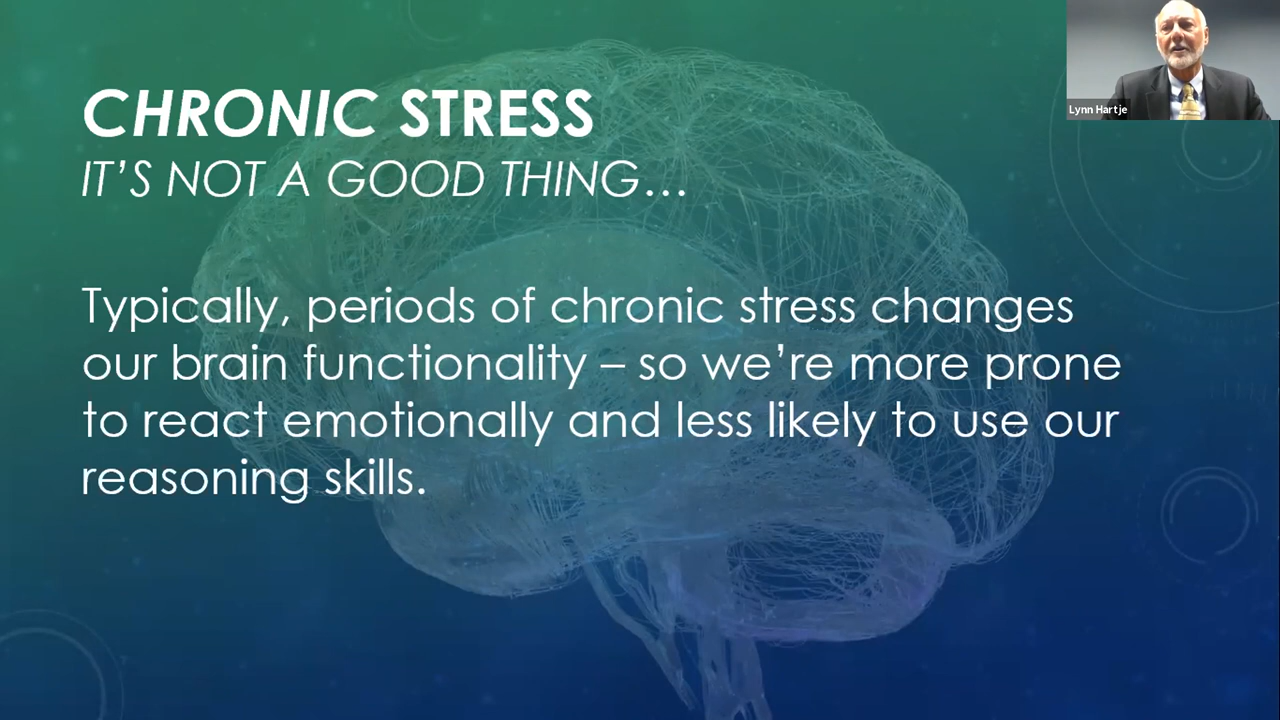 CHRONIC STRESS
IT’S NOT A GOOD THING…
Typically, periods of chronic stress changes
our brain functionality – so we’re more prone
to react emotionally and less likely to use our
reasoning skills.
Lynn Hartje